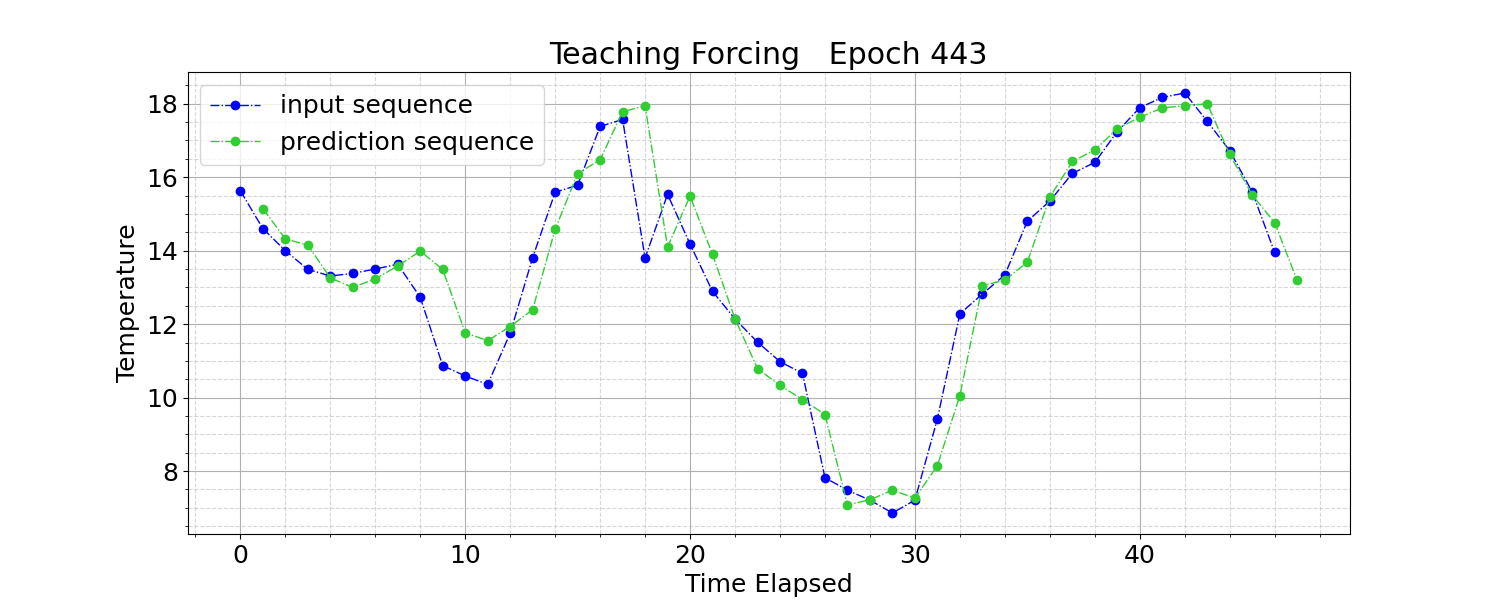 Teaching Forcing   Epoch 443
input sequence
prediction sequence
Temperature
18
16
14
12
10
8
0 10 20 30 40
Time Elapsed